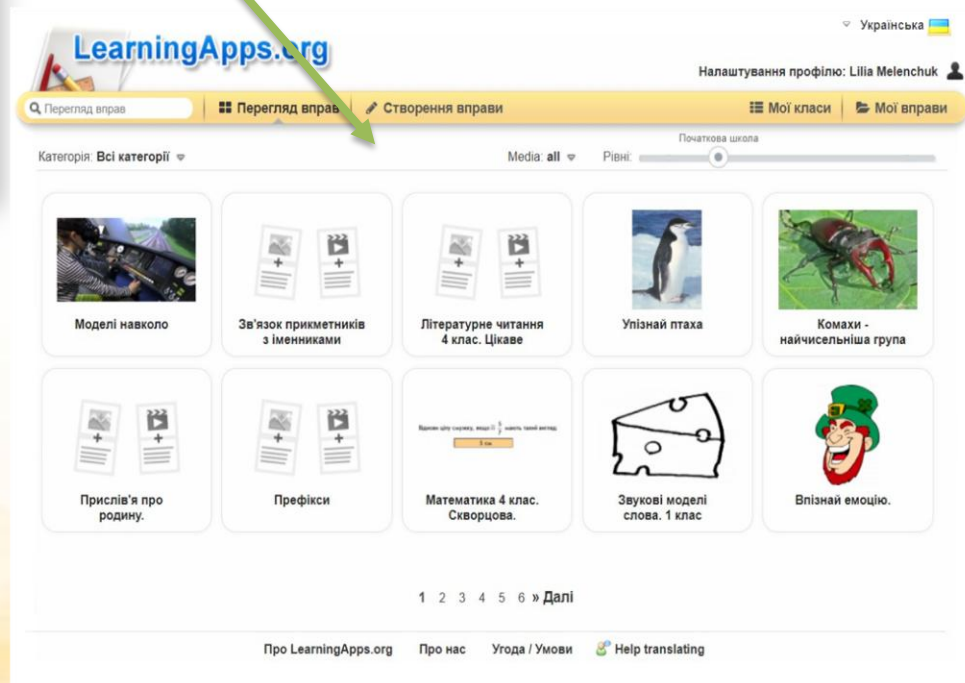 Українська
LearningApps.org
Налаштування профілю: Lilia Melenchuk
Перегляд вправ
Перегляд вправ
Створення вправи
Мої класи
Мої вправи
Категорія: Всі категорії
Media: all
Рівні:
Початкова школа
Моделі навколо
Зв'язок прикметників
з іменниками
Літературне читання
4 клас. Цікаве
Упізнай птаха
Комахи -
найчисельніша група
Прислів'я про
родину.
Префікси
5 см
Математика 4 клас.
Скворцова.
Звукові моделі
слова. 1 клас
Впізнай емоцію.
1 2 3 4 5 6 » Далі
Про LearningApps.org
Про нас
Угода / Умови
Help translating